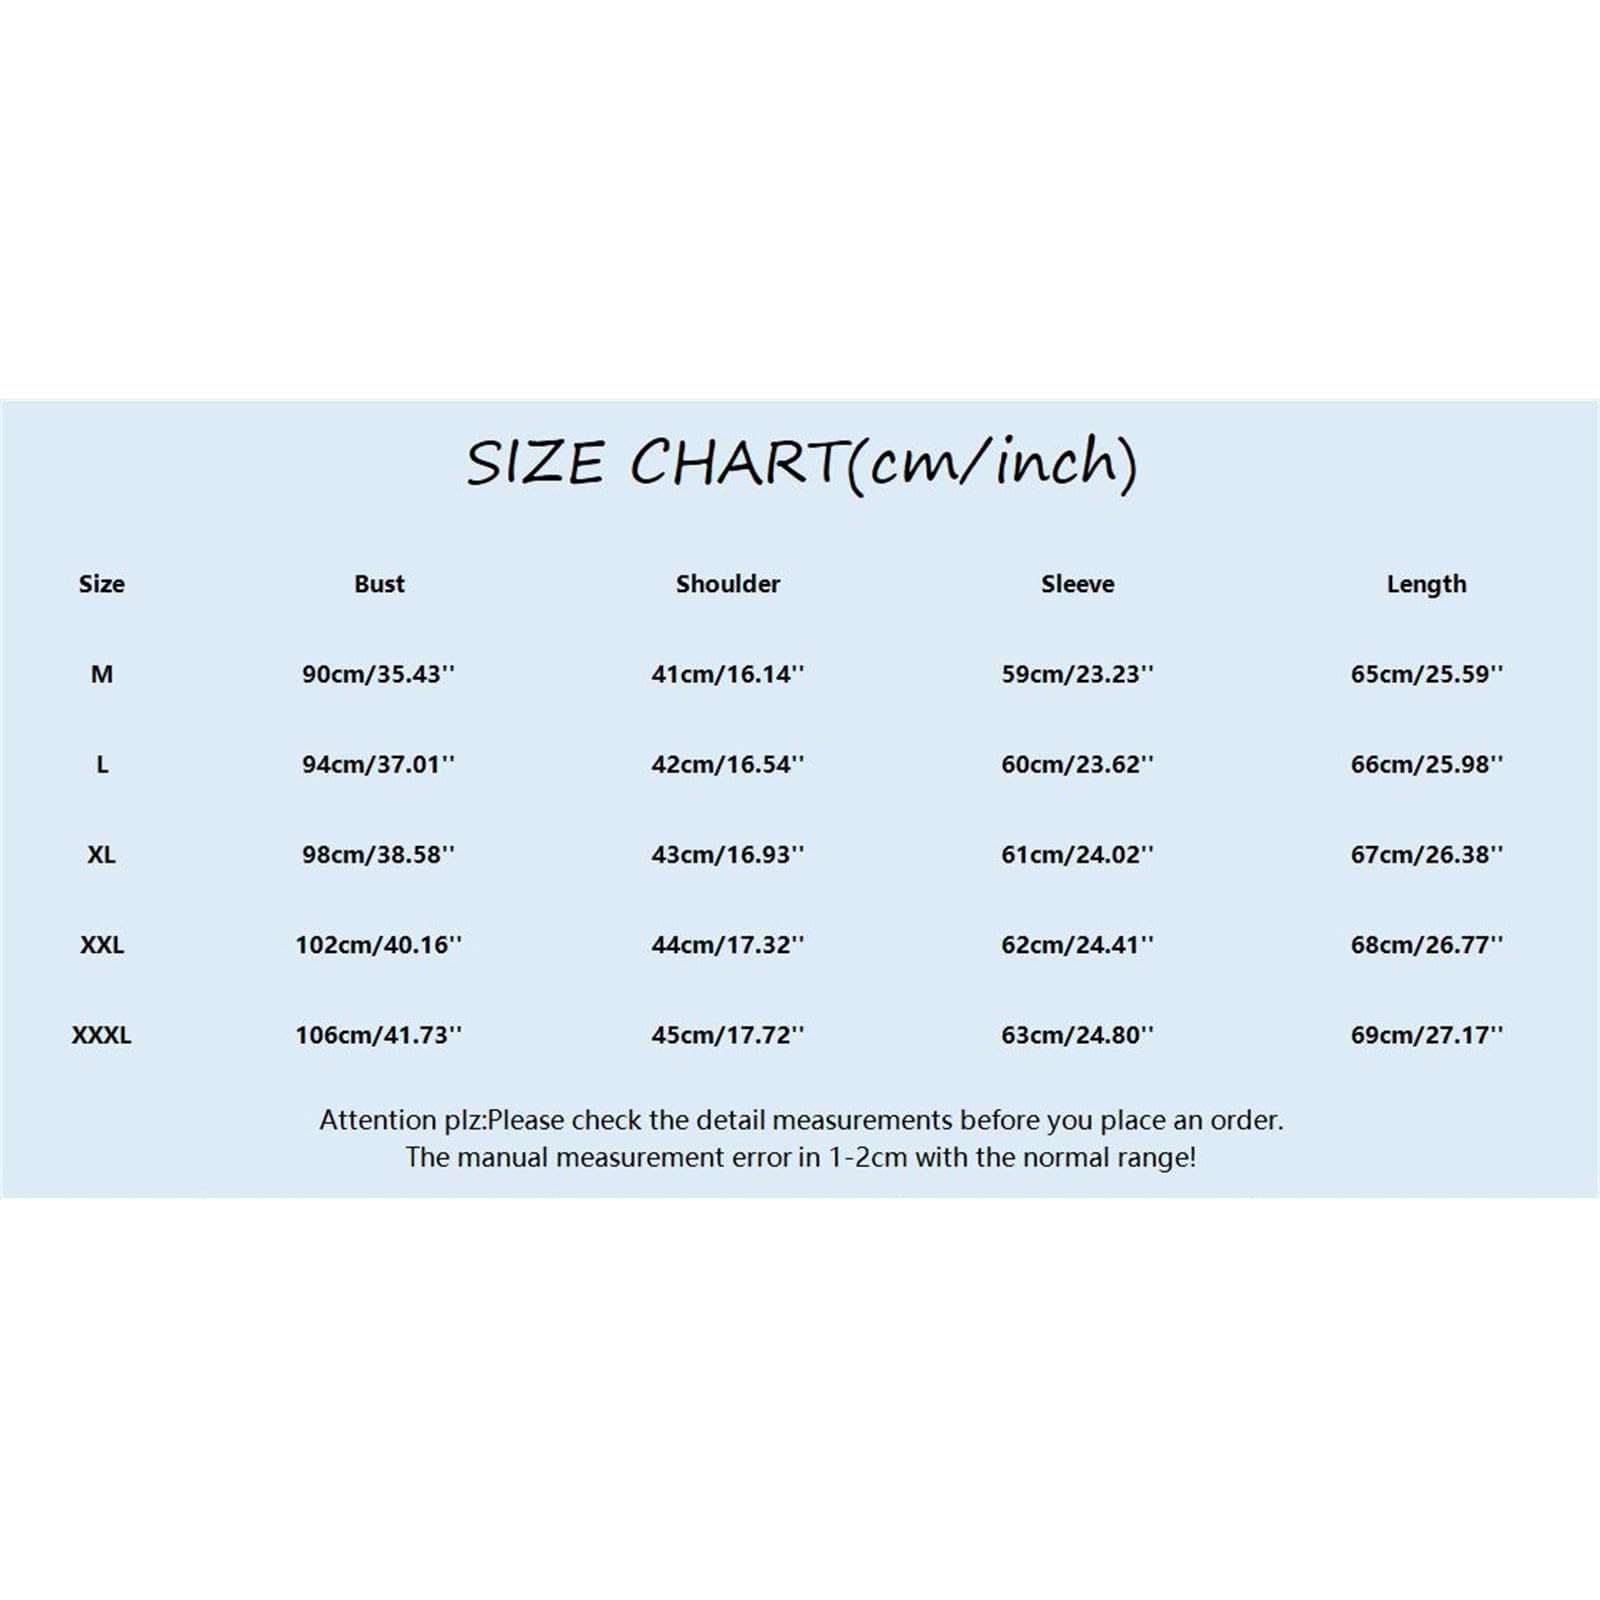 SIZE CHART(cm/inch)
Size Bust Shoulder Sleeve Length
M 90cm/35.43'' 41cm/16.14'' 59cm/23.23'' 65cm/25.59''
L 94cm/37.01'' 42cm/16.54'' 60cm/23.62'' 66cm/25.98''
XL 98cm/38.58'' 43cm/16.93'' 61cm/24.02'' 67cm/26.38''
XXL 102cm/40.16'' 44cm/17.32'' 62cm/24.41'' 68cm/26.77''
XXXL 106cm/41.73'' 45cm/17.72'' 63cm/24.80'' 69cm/27.17''
Attention plz:Please check the detail measurements before you place an order.
The manual measurement error in 1-2cm with the normal range!